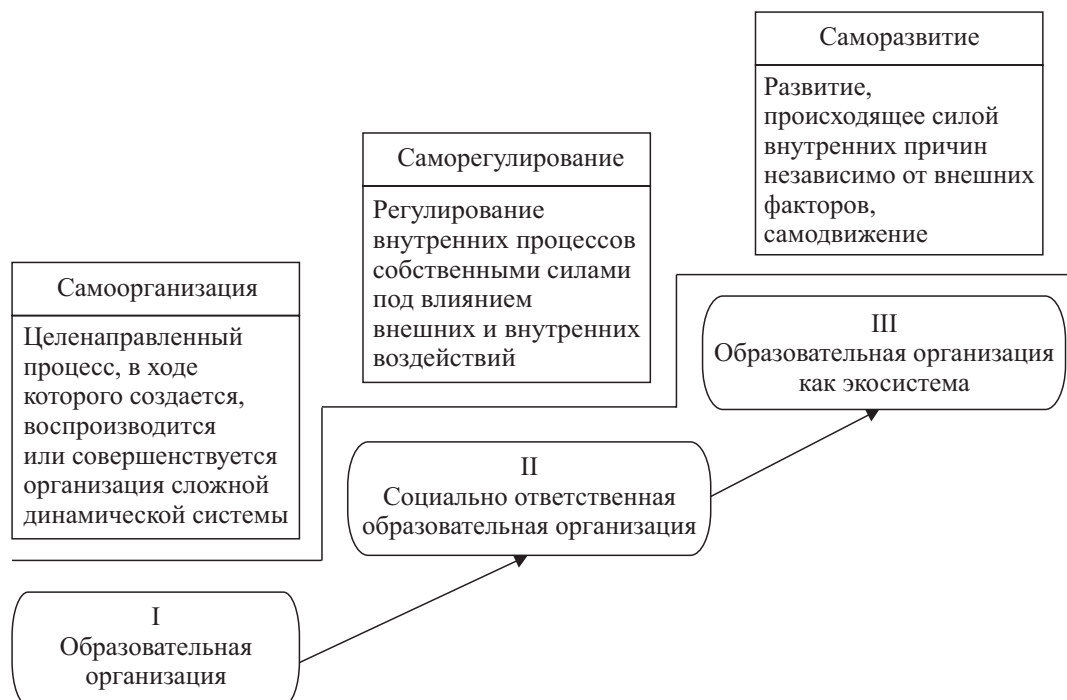 Саморазвитие
Развитие,
происходящее силой
внутренних причин
независимо от внешних
факторов,
самодвижение
Саморегулирование
Регулирование
внутренних процессов
собственными силами
под влиянием
внешних и внутренних
воздействий
Самоорганизация
Целенаправленный
процесс, в ходе
которого создается,
воспроизводится
или совершенствуется
организация сложной
динамической системы
III
Образовательная организация
как экосистема
II
Социально ответственная
образовательная организация
I
Образовательная
организация